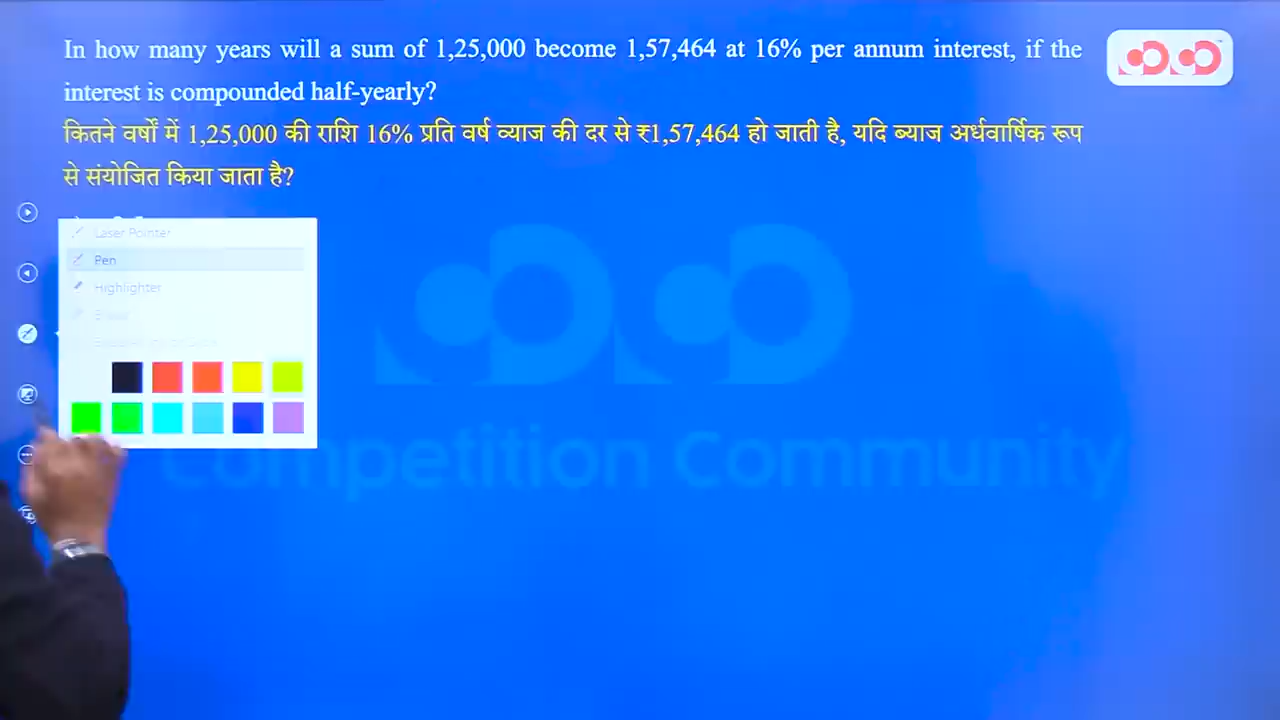 In how many years will a sum of 1,25,000 become 1,57,464 at 16% per annum interest, if the
interest is compounded half-yearly?
कितने वर्षों में 1,25,000 की राशि 16% प्रति वर्ष व्याज की दर से ₹1,57,464 हो जाती है, यदि ब्याज अर्धवार्षिक रूप
से संयोजित किया जाता है?
Laser Pointer
Pen
Highlighter
Competition Community